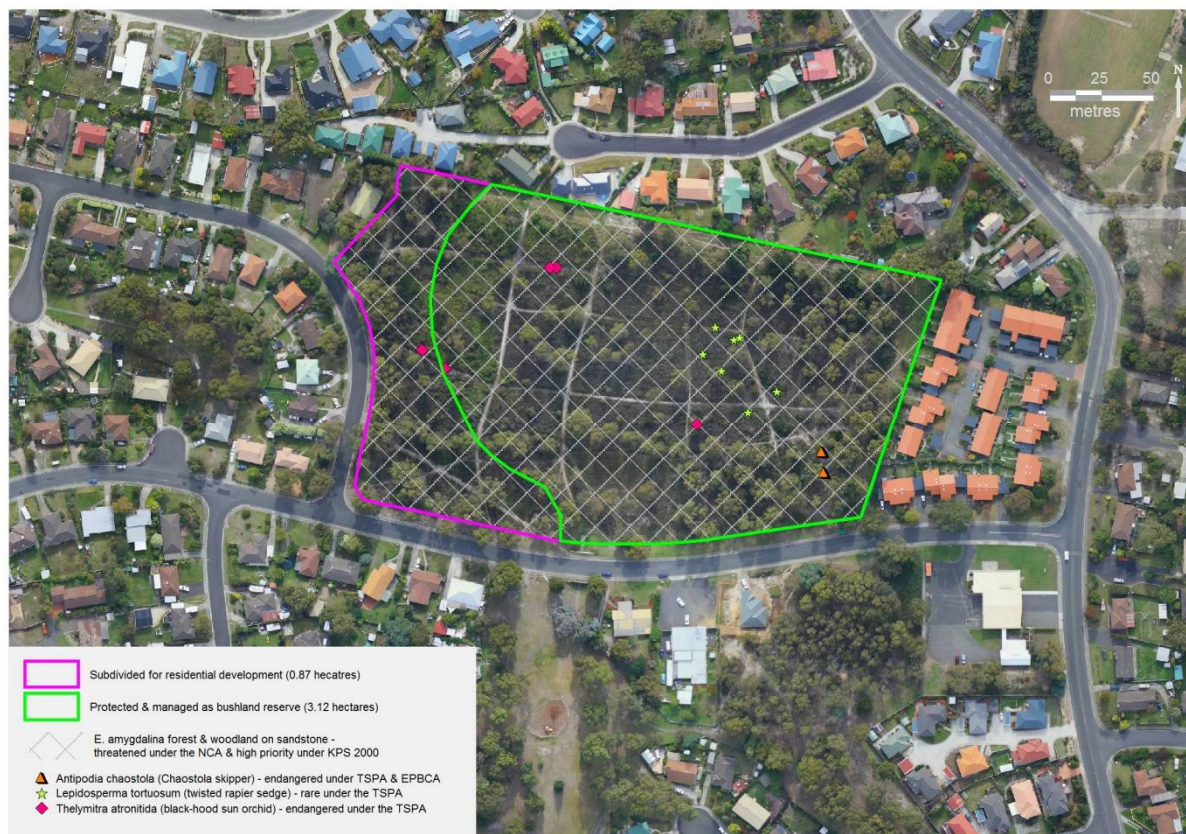 0 25 50
metres
N
Subdivided for residential development (0.87 hecatres)
Protected & managed as bushland reserve (3.12 hectares)
E. amygdalina forest & woodland on sandstone -
threatened under the NCA & high priority under KPS 2000
Antipodia chaostola (Chaostola skipper) - endangered under TSPA & EPBCA
Lepidosperma tortuosum (twisted rapier sedge) - rare under the TSPA
Thelymitra atronitida (black-hood sun orchid) - endangered under the TSPA